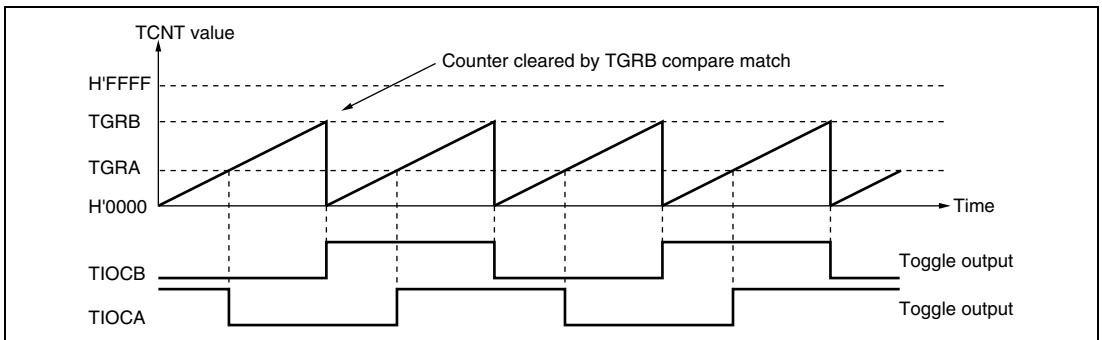 TCNT value
Counter cleared by TGRB compare match
H'FFFF
TGRB
TGRA
H'0000
Time
TIOCB
Toggle output
TIOCA
Toggle output